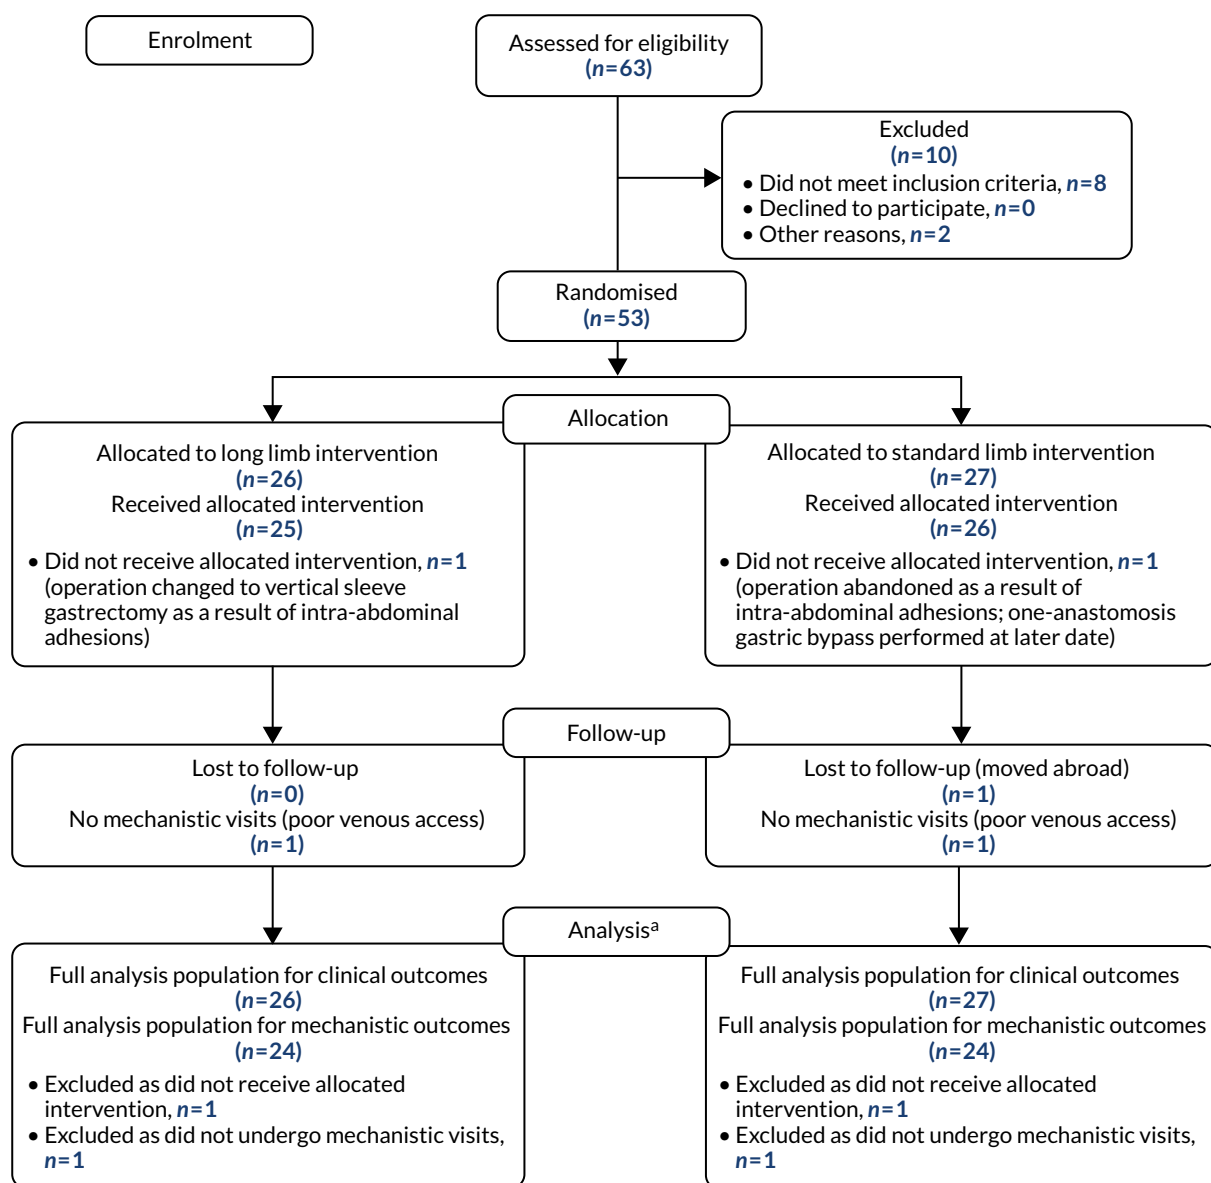 Enrolment
Assessed for eligibility
(n=63)
Excluded
(n=10)
• Did not meet inclusion criteria, n=8
• Declined to participate, n=0
• Other reasons, n=2
Randomised
(n=53)
Allocation
Allocated to long limb intervention
(n=26)
Received allocated intervention
(n=25)
• Did not receive allocated intervention, n=1
(operation changed to vertical sleeve
gastrectomy as a result of intra-abdominal
adhesions)
Allocated to standard limb intervention
(n=27)
Received allocated intervention
(n=26)
• Did not receive allocated intervention, n=1
(operation abandoned as a result of
intra-abdominal adhesions; one-anastomosis
gastric bypass performed at later date)
Follow-up
Lost to follow-up
(n=0)
No mechanistic visits (poor venous access)
(n=1)
Lost to follow-up (moved abroad)
(n=1)
No mechanistic visits (poor venous access)
(n=1)
Analysisᵃ
Full analysis population for clinical outcomes
(n=26)
Full analysis population for mechanistic outcomes
(n=24)
• Excluded as did not receive allocated
intervention, n=1
• Excluded as did not undergo mechanistic visits,
n=1
Full analysis population for clinical outcomes
(n=27)
Full analysis population for mechanistic outcomes
(n=24)
• Excluded as did not receive allocated
intervention, n=1
• Excluded as did not undergo mechanistic visits,
n=1